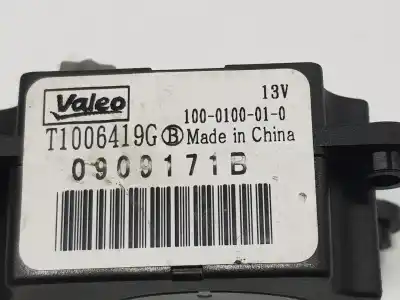 Valeo
13V
100-0100-01-0
T1006419G Ⓑ Made in China
0909171B